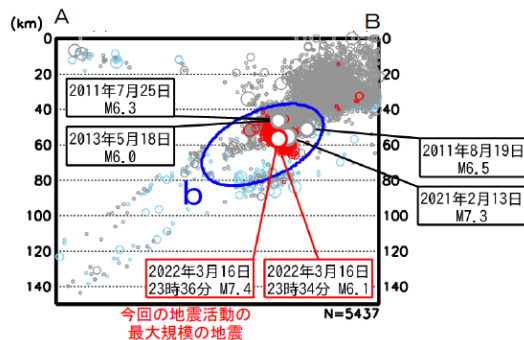 (km)
A
B
0
20
40
60
80
100
120
140
0
20
40
60
80
100
120
140
2011年7月25日
M6.3
2013年5月18日
M6.0
2011年8月19日
M6.5
2021年2月13日
M7.3
b
2022年3月16日
23時36分 M7.4
2022年3月16日
23時34分 M6.1
今回の地震活動の
最大規模の地震
N=5437